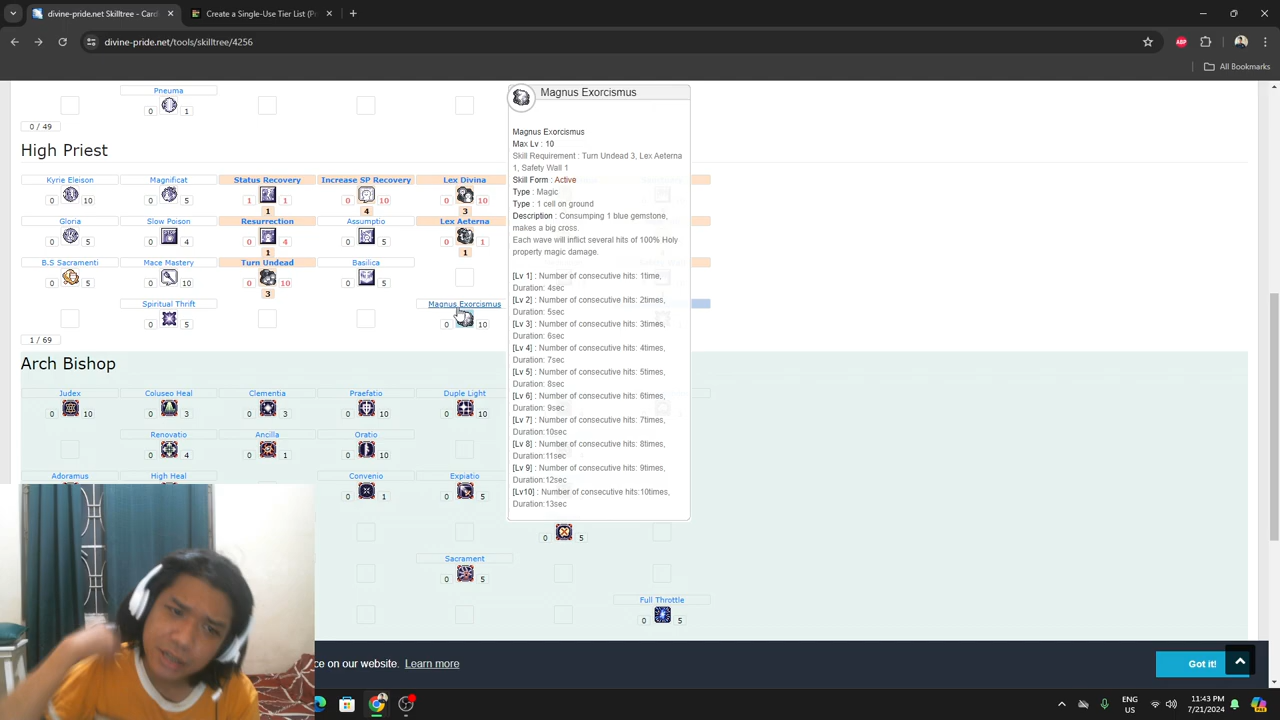 divine-pride.net - Card
Create a Tier List
divine-pride.net/tools/skilltree/4256
ABP
All Bookmarks
Pneuma
0 1
0 / 49
High Priest
Kyrie Eleison Magnificat Status Recovery Increase SP Recovery Lex Divina
0 10 0 5 1 1 0 10 0 10
1 4 3
Gloria Slow Poison Resurrection Assumptio Lex Aeterna
0 5 0 4 0 4 0 5 0 1
1 1
B.S Sacramenti Mace Mastery Turn Undead Basilica
0 5 0 10 0 10 0 5
3
Spiritual Thrift Magnus Exorcismus
0 5 0 10
1 / 69
Arch Bishop
Judex Coluseo Heal Clementia Praefatio Duple Light
0 10 0 3 0 3 0 10 0 10
Renovatio Ancilla Oratio
0 4 0 1 0 10
Adoramus High Heal Convenio Expiatio
0 1 0 5
0 5
Sacrament
0 5
Full Throttle
0 5
Magnus Exorcismus
Magnus Exorcismus
Max Lv : 10
Skill Requirement : Turn Undead 3, Lex Aeterna
1, Safety Wall 1
Skill Form : Active
Type : Magic
Type : 1 cell on ground
Description : Consumping 1 blue gemstone,
makes a big cross.
Each wave will inflict several hits of 100% Holy
property magic damage.
[Lv 1] : Number of consecutive hits: 1time,
Duration: 4sec
[Lv 2] : Number of consecutive hits: 2times,
Duration: 5sec
[Lv 3] : Number of consecutive hits: 3times,
Duration: 6sec
[Lv 4] : Number of consecutive hits: 4times,
Duration: 7sec
[Lv 5] : Number of consecutive hits: 5times,
Duration: 8sec
[Lv 6] : Number of consecutive hits: 6times,
Duration: 9sec
[Lv 7] : Number of consecutive hits: 7times,
Duration:10sec
[Lv 8] : Number of consecutive hits: 8times,
Duration:11sec
[Lv 9] : Number of consecutive hits: 9times,
Duration:12sec
[Lv10] : Number of consecutive hits:10times,
Duration:13sec
ce on our website. Learn more
Got it!
ENG
US
11:43 PM
7/21/2024